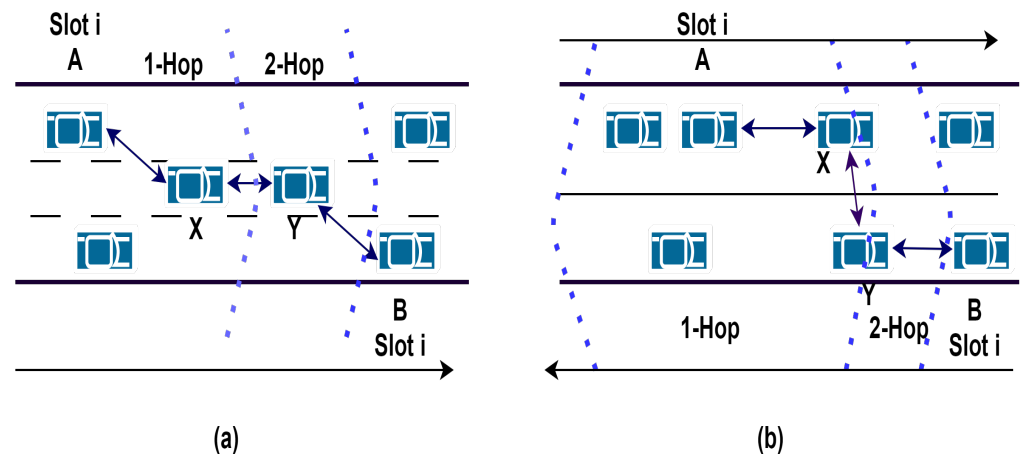 Slot i
A
1-Hop
2-Hop
X
Y
B
Slot i
(a)
Slot i
A
X
Y
1-Hop
2-Hop
B
Slot i
(b)